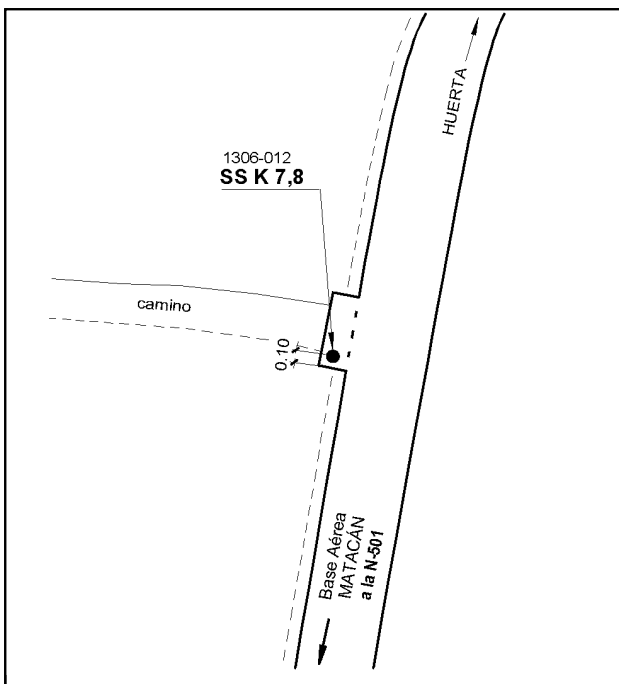 HUERTA
1306-012
SS K 7,8
camino
0.10
Base Aérea
MATACÁN
a la N-501